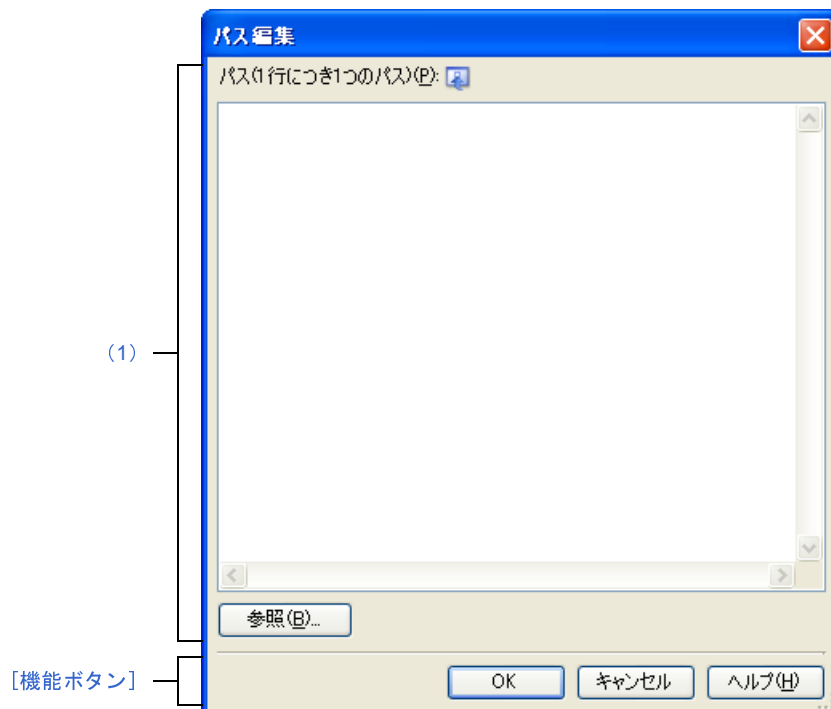 パス編集
パス(1行につき1つのパス)(P):
(1)
参照(B)...
[機能ボタン]
OK キャンセル ヘルプ(H)